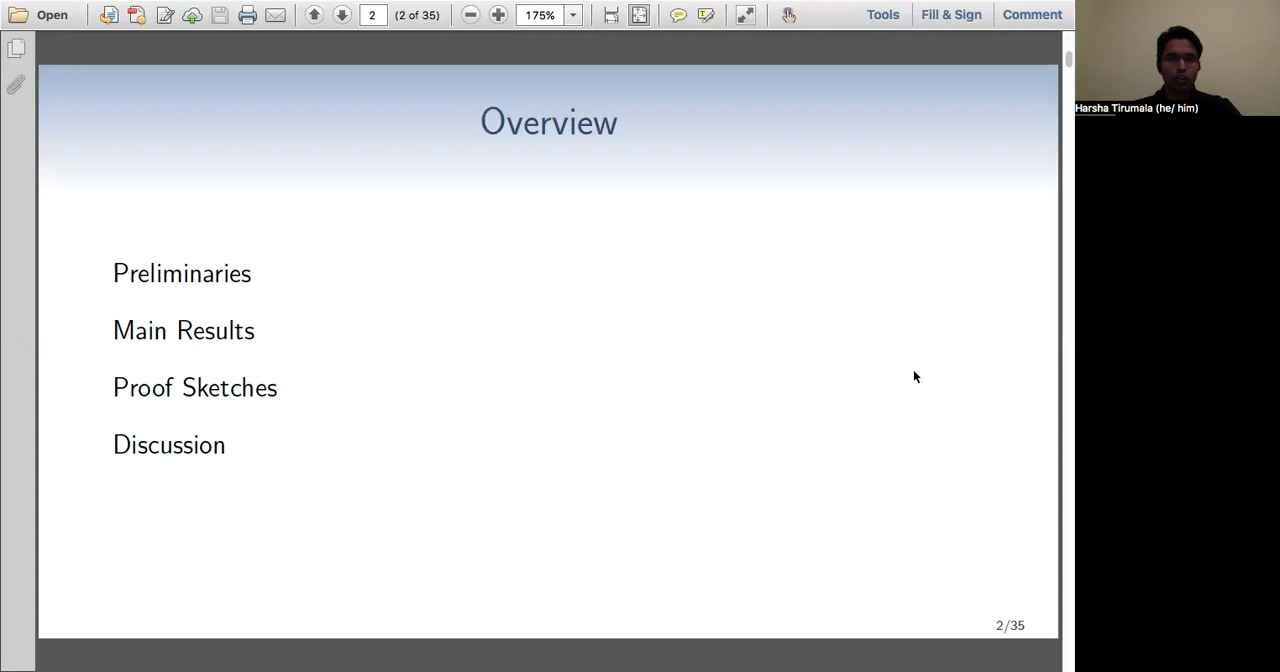 Open
2
(2 of 35)
175%
Tools
Fill & Sign
Comment
Harsha Tirumala (he/ him)
Overview
Preliminaries
Main Results
Proof Sketches
Discussion
2/35